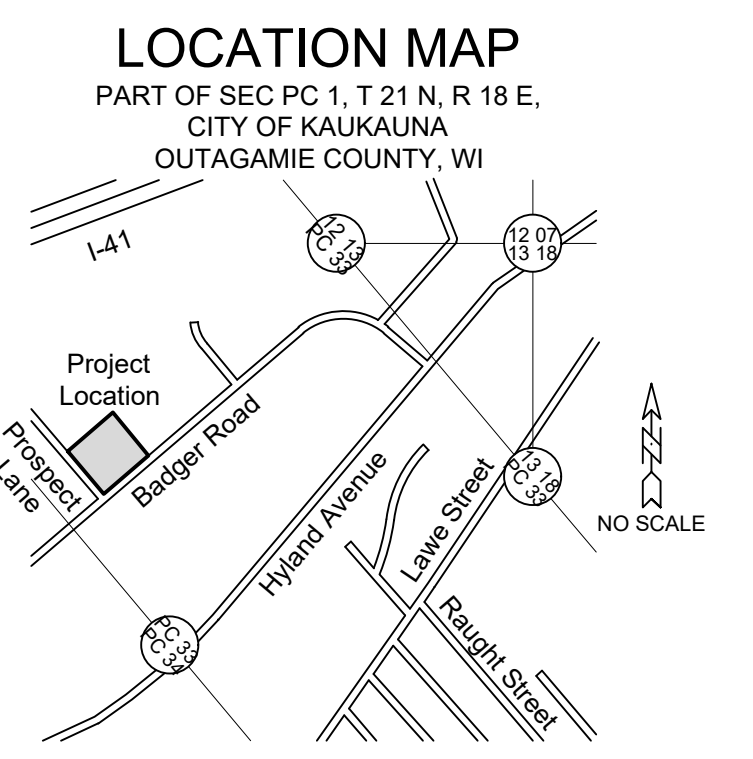 LOCATION MAP
PART OF SEC PC 1, T 21 N, R 18 E,
CITY OF KAUKAUNA
OUTAGAMIE COUNTY, WI
I-41
12 13
PC 33
12 07
13 18
Project
Location
Prospect
Lane
Badger Road
Hyland Avenue
Lawe Street
13 18
PC 33
N
NO SCALE
PC 33
PC 34
Raught Street